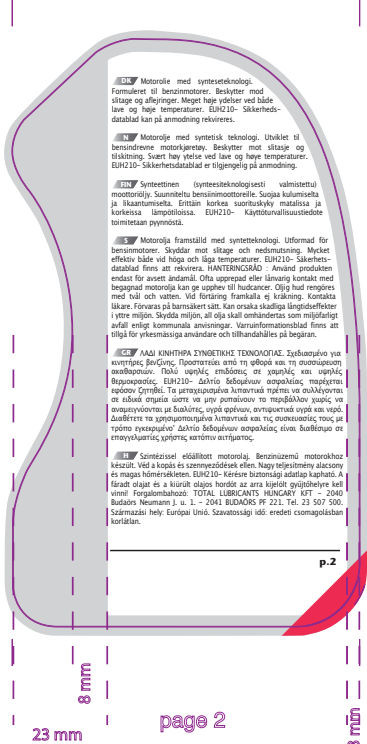 DK Motorolie med synteseteknologi.
Formuleret til benzinmotorer. Beskytter mod
slitage og aflejringer. Meget høje ydelser ved både
lave og høje temperaturer. EUH210– Sikkerheds-
datablad kan på anmodning rekvireres.
N Motorolje med syntetisk teknologi. Utviklet til
bensindrevne motorkjøretøy. Beskytter mot slitasje og
tilskitning. Svært høy ytelse ved lave og høye temperaturer.
EUH210– Sikkerhetsdatablad er tilgjengelig på anmodning.
FIN Synteettinen (synteesiteknologisesti valmistettu)
moottoriöljy. Suunniteltu bensiinimoottoreille. Suojaa kulumiselta
ja likaantumiselta. Erittäin korkea suorituskyky matalissa ja
korkeissa lämpötiloissa. EUH210– Käyttöturvallisuustiedote
toimitetaan pyynnöstä.
S Motorolja framställd med syntetteknologi. Utformad för
bensinmotorer. Skyddar mot slitage och nedsmutsning. Mycket
effektiv både vid höga och låga temperaturer. EUH210– Säkerhets-
datablad finns att rekvirera. HANTERINGSRÅD : Använd produkten
endast för avsett ändamål. Ofta upprepad eller långvarig kontakt med
begagnad motorolja kan ge upphev till hudcancer. Olja på hud rengöres
med tvål och vatten. Vid förtäring framkalla ej kräkning. Kontakta
läkare. Förvaras på barnsäkert sätt. Kan orsaka skadliga långtidseffekter
i yttre miljön. Skydda miljön, all olja skall omhändertas som miljöfarligt
avfall enligt kommunala anvisningar. Varruinformationsblad finns att
tillgå för yrkesmässiga användare och tillhandahålles på begäran.
GR ΛΑΔΙ ΚΙΝΗΤΗΡΑ ΣΥΝΘΕΤΙΚΗΣ ΤΕΧΝΟΛΟΓΙΑΣ. Σχεδιασμένο για
κινητήρες βενζίνης. Προστατεύει από τη φθορά και τη συσσώρευση
ακαθαρσιών. Πολύ υψηλές επιδόσεις σε χαμηλές και υψηλές
θερμοκρασίες. EUH210– Δελτίο δεδομένων ασφαλείας παρέχεται
εφόσον ζητηθεί. Τα μεταχειρισμένα λιπαντικά πρέπει να συλλέγονται
σε ειδικά σημεία ώστε να μην ρυπαίνουν το περιβάλλον χωρίς να
αναμειγνύονται με διαλύτες, υγρά φρένων, αντιψυκτικά υγρά και νερό.
Διαθέτετε τα χρησιμοποιημένα λιπαντικά και τις συσκευασίες τους με
τρόπο εγκεκριμένο' Δελτίο δεδομένων ασφαλείας είναι διαθέσιμο σε
επαγγελματίες χρήστες κατόπιν αιτήματος.
H Szintézissel előállított motorolaj. Benzinüzemű motorokhoz
készült. Véd a kopás és szennyeződések ellen. Nagy teljesítmény alacsony
és magas hőmérsékleten. EUH210– Kérésre biztonsági adatlap kapható. A
fáradt olajat és a kiürült olajos hordót az arra kijelölt gyűjtőhelyre kell
vinni! Forgalombahozó: TOTAL LUBRICANTS HUNGARY KFT – 2040
Budaörs Neumann J. u. 1. – 2041 BUDAÖRS PF 221. Tel. 23 507 500.
Származási hely: Európai Unió. Szavatossági idő: eredeti csomagolásban
korlátlan.
p.2
8 mm
page 2
23 mm